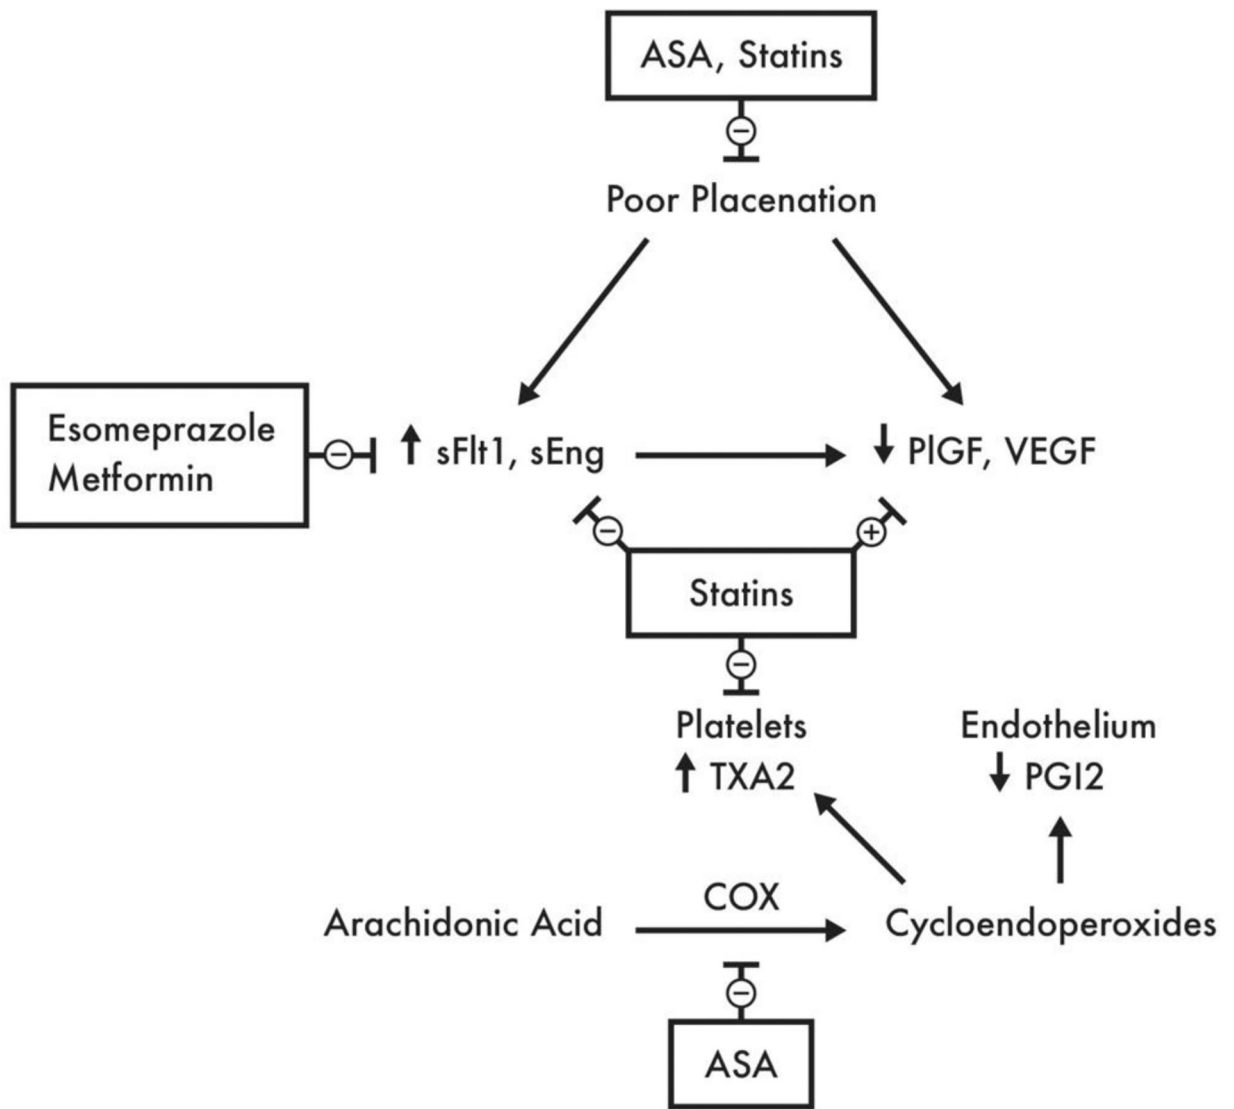 ASA, Statins
⊖
Poor Placenation
Esomeprazole
Metformin
⊖
↑ sFlt1, sEng
↓ PlGF, VEGF
⊖
⊕
Statins
⊖
Platelets
↑ TXA2
Endothelium
↓ PGI2
COX
Arachidonic Acid
Cycloendoperoxides
⊖
ASA